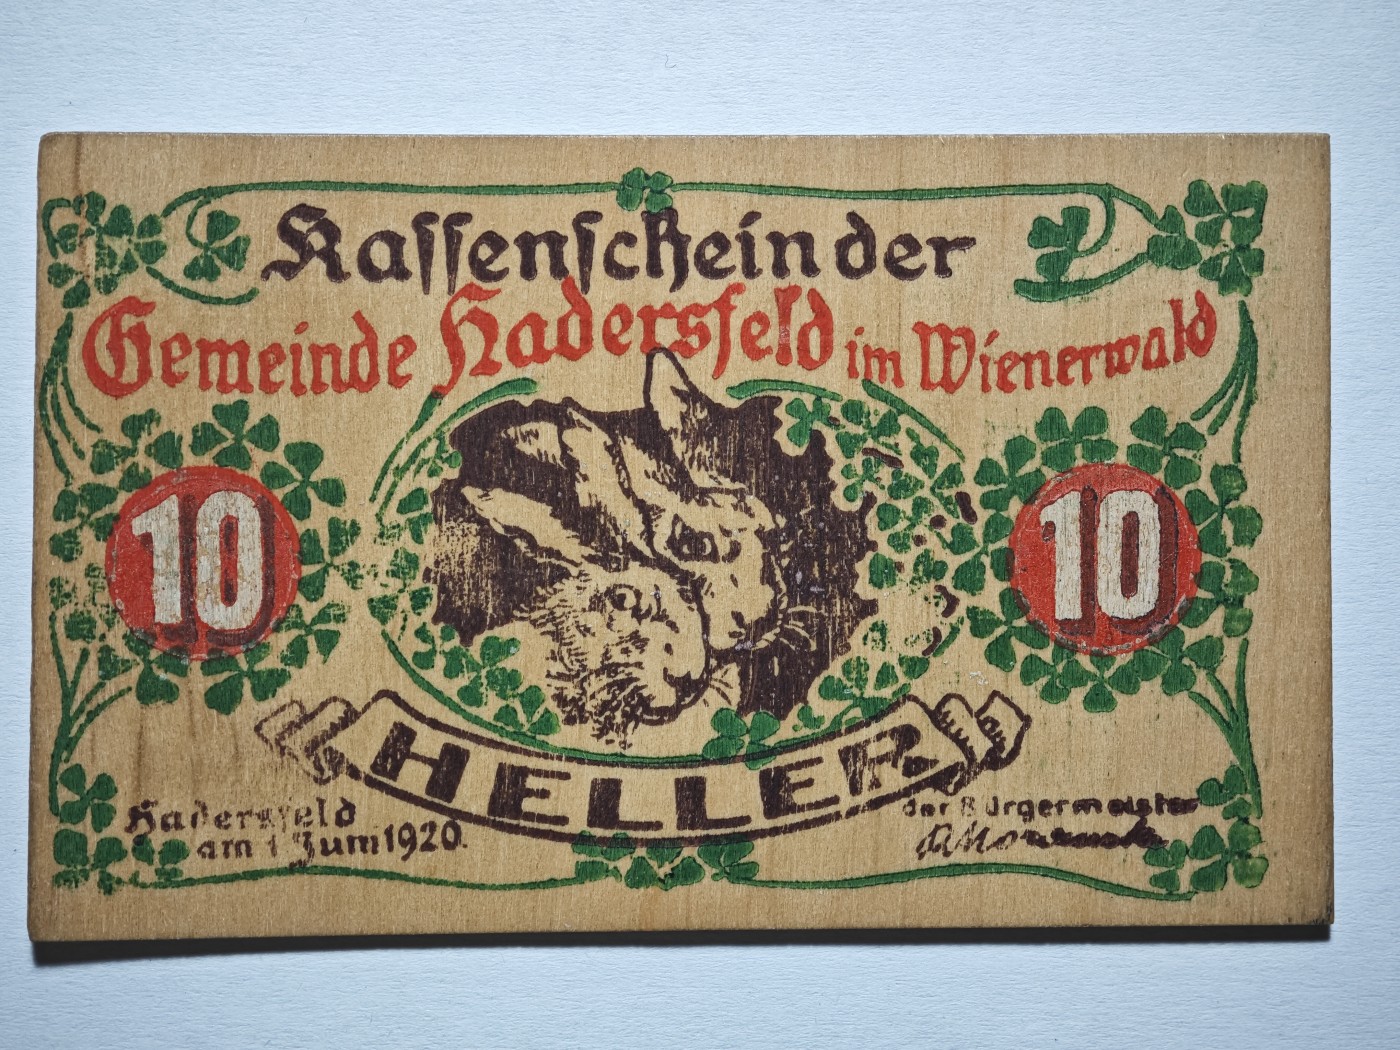 Kassenschein der
Gemeinde Hadersfeld im Wienerwald
10
10
HELLER
Hadersfeld
am 1 Juni 1920.
der Bürgermeister